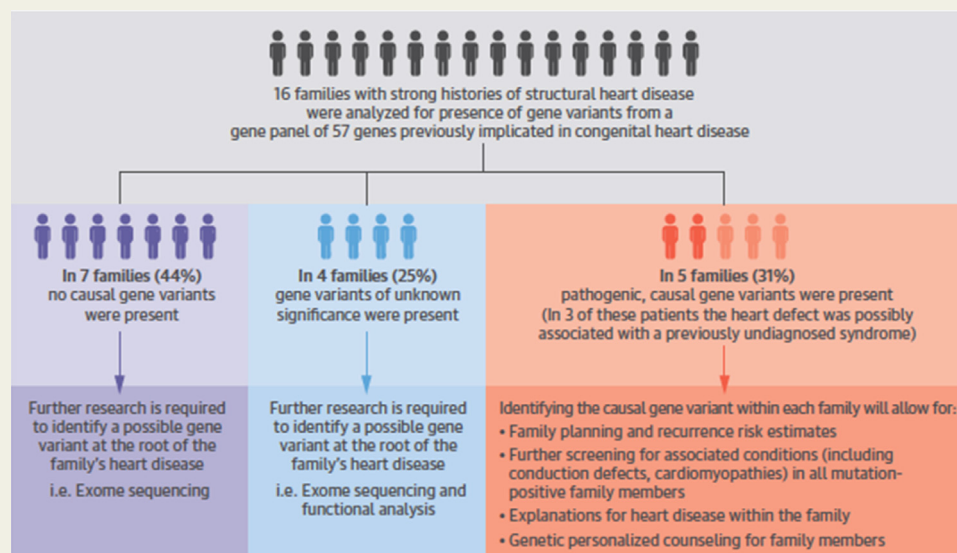 16 families with strong histories of structural heart disease
were analyzed for presence of gene variants from a
gene panel of 57 genes previously implicated in congenital heart disease
In 7 families (44%)
no causal gene variants
were present
Further research is required
to identify a possible gene
variant at the root of the
family's heart disease
i.e. Exome sequencing
In 4 families (25%)
gene variants of unknown
significance were present
Further research is required
to identify a possible gene
variant at the root of the
family's heart disease
i.e. Exome sequencing and
functional analysis
In 5 families (31%)
pathogenic, causal gene variants were present
(In 3 of these patients the heart defect was possibly
associated with a previously undiagnosed syndrome)
Identifying the causal gene variant within each family will allow for:
• Family planning and recurrence risk estimates
• Further screening for associated conditions (including
conduction defects, cardiomyopathies) in all mutation-
positive family members
• Explanations for heart disease within the family
• Genetic personalized counseling for family members